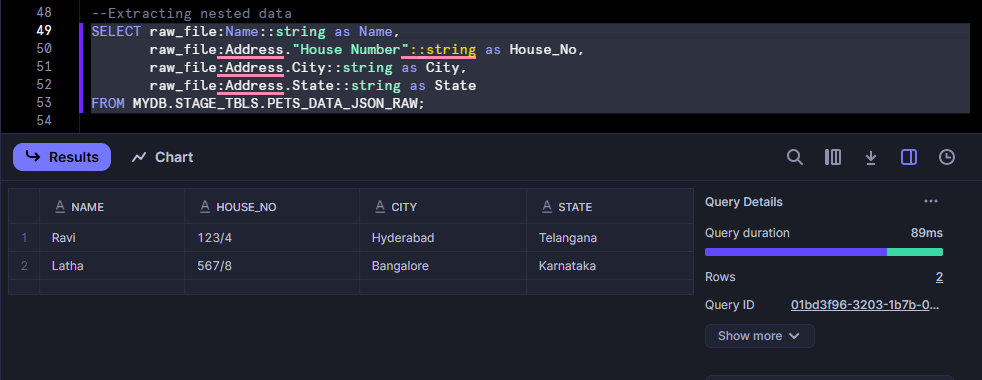 48 --Extracting nested data
49 SELECT raw_file:Name::string as Name,
50 raw_file:Address."House Number"::string as House_No,
51 raw_file:Address.City::string as City,
52 raw_file:Address.State::string as State
53 FROM MYDB.STAGE_TBLS.PETS_DATA_JSON_RAW;
54
Results Chart
A NAME A HOUSE_NO A CITY A STATE
1 Ravi 123/4 Hyderabad Telangana
2 Latha 567/8 Bangalore Karnataka
Query Details ...
Query duration 89ms
Rows 2
Query ID 01bd3f96-3203-1b7b-0...
Show more